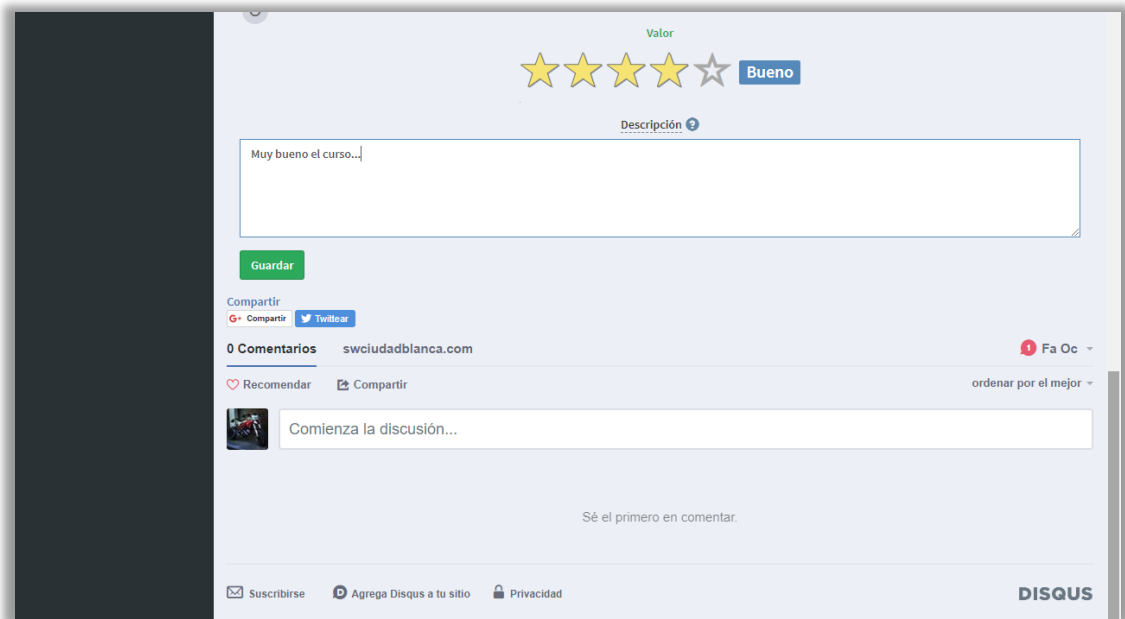 Valor
Bueno
Descripción ?
Muy bueno el curso...
Guardar
Compartir
G+ Compartir Twittear
0 Comentarios swciudadblanca.com 1 Fa Oc
Recomendar Compartir ordenar por el mejor
Comienza la discusión...
Sé el primero en comentar.
Suscribirse D Agrega Disqus a tu sitio Privacidad DISQUS